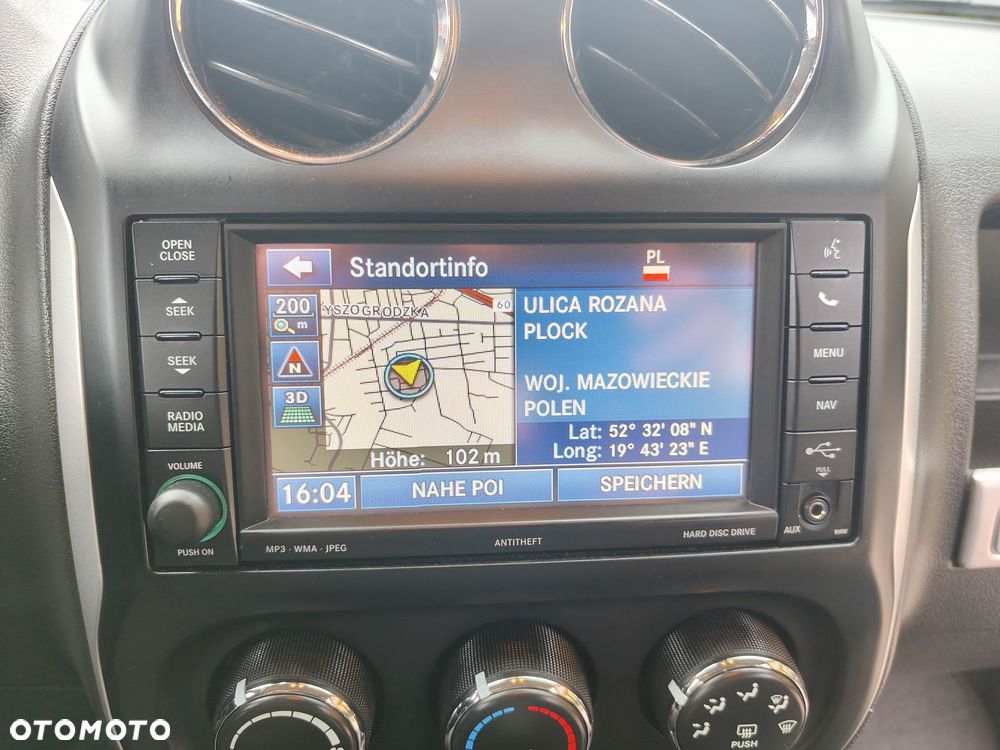 OPEN
CLOSE
SEEK
SEEK
RADIO
MEDIA
VOLUME
PUSH ON
Standortinfo
PL
200
m
N
3D
YSZOGRODZKA
60
Höhe: 102 m
ULICA ROZANA
PLOCK
WOJ. MAZOWIECKIE
POLEN
Lat: 52° 32' 08" N
Long: 19° 43' 23" E
16:04
NAHE POI
SPEICHERN
MP3 · WMA · JPEG
ANTITHEFT
HARD DISC DRIVE
MENU
NAV
PULL
AUX
RHW
PUSH
OTOMOTO